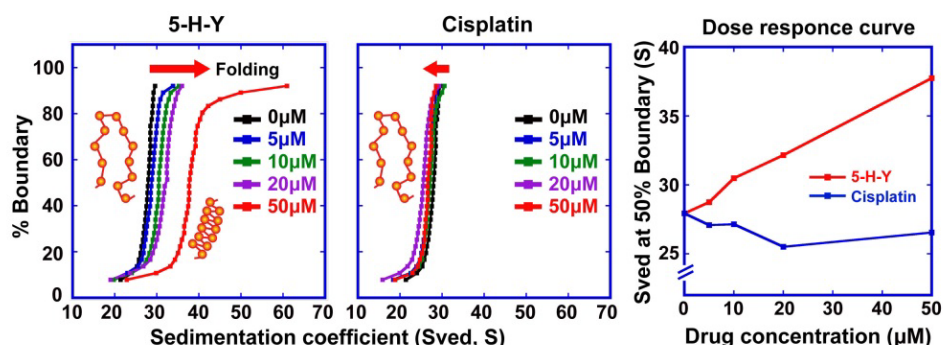 5-H-Y
Cisplatin
Dose responce curve
% Boundary
100
80
60
40
20
0
Folding
0µM
5µM
10µM
20µM
50µM
10 20 30 40 50 60 70
0µM
5µM
10µM
20µM
50µM
10 20 30 40 50 60 70
Sedimentation coefficient (Sved, S)
Sved at 50% Boundary (S)
40
35
30
25
5-H-Y
Cisplatin
0 10 20 30 40 50
Drug concentration (µM)